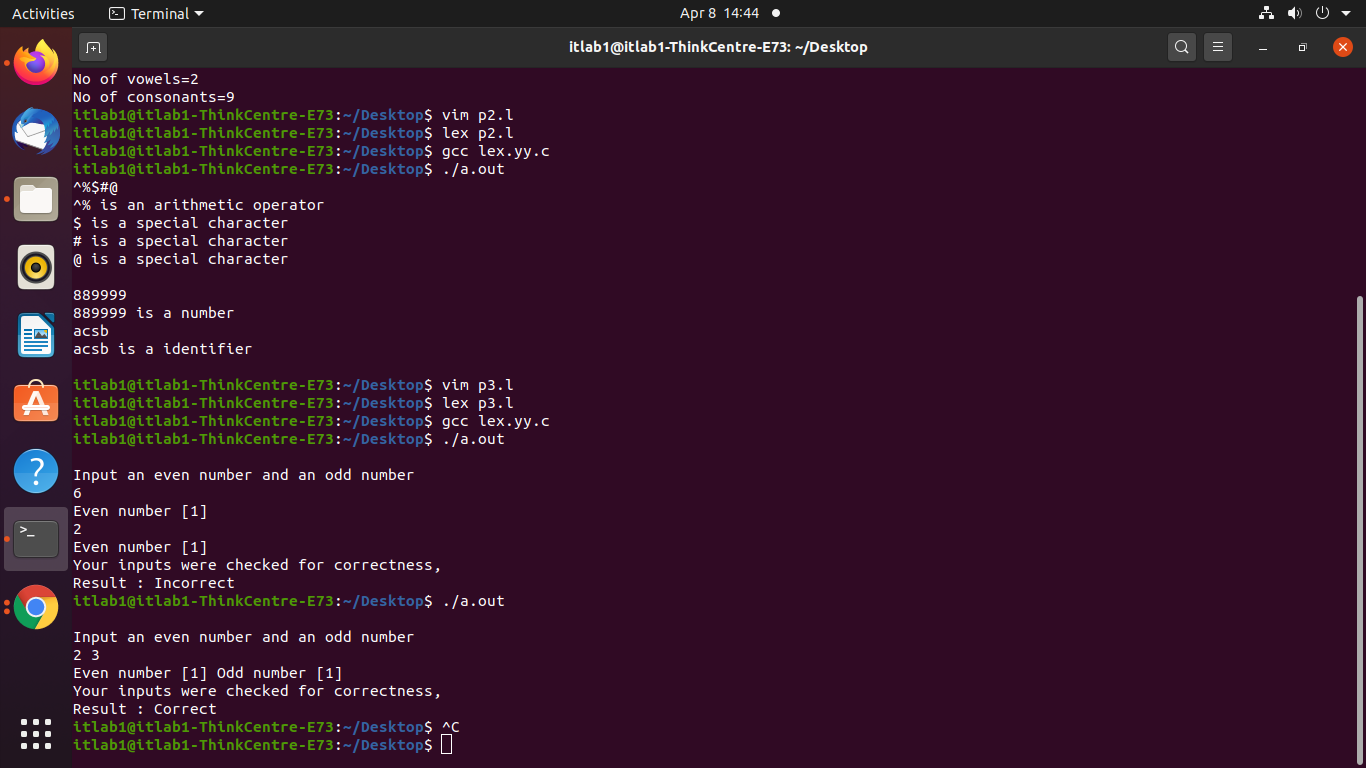 Activities
Terminal
Apr 8 14:44
itlab1@itlab1-ThinkCentre-E73: ~/Desktop
No of vowels=2
No of consonants=9
itlab1@itlab1-ThinkCentre-E73:~/Desktop$ vim p2.l
itlab1@itlab1-ThinkCentre-E73:~/Desktop$ lex p2.l
itlab1@itlab1-ThinkCentre-E73:~/Desktop$ gcc lex.yy.c
itlab1@itlab1-ThinkCentre-E73:~/Desktop$ ./a.out
^%$#@
^% is an arithmetic operator
$ is a special character
# is a special character
@ is a special character
889999
889999 is a number
acsb
acsb is a identifier
itlab1@itlab1-ThinkCentre-E73:~/Desktop$ vim p3.l
itlab1@itlab1-ThinkCentre-E73:~/Desktop$ lex p3.l
itlab1@itlab1-ThinkCentre-E73:~/Desktop$ gcc lex.yy.c
itlab1@itlab1-ThinkCentre-E73:~/Desktop$ ./a.out
Input an even number and an odd number
6
Even number [1]
2
Even number [1]
Your inputs were checked for correctness,
Result : Incorrect
itlab1@itlab1-ThinkCentre-E73:~/Desktop$ ./a.out
Input an even number and an odd number
2 3
Even number [1] Odd number [1]
Your inputs were checked for correctness,
Result : Correct
itlab1@itlab1-ThinkCentre-E73:~/Desktop$ ^C
itlab1@itlab1-ThinkCentre-E73:~/Desktop$